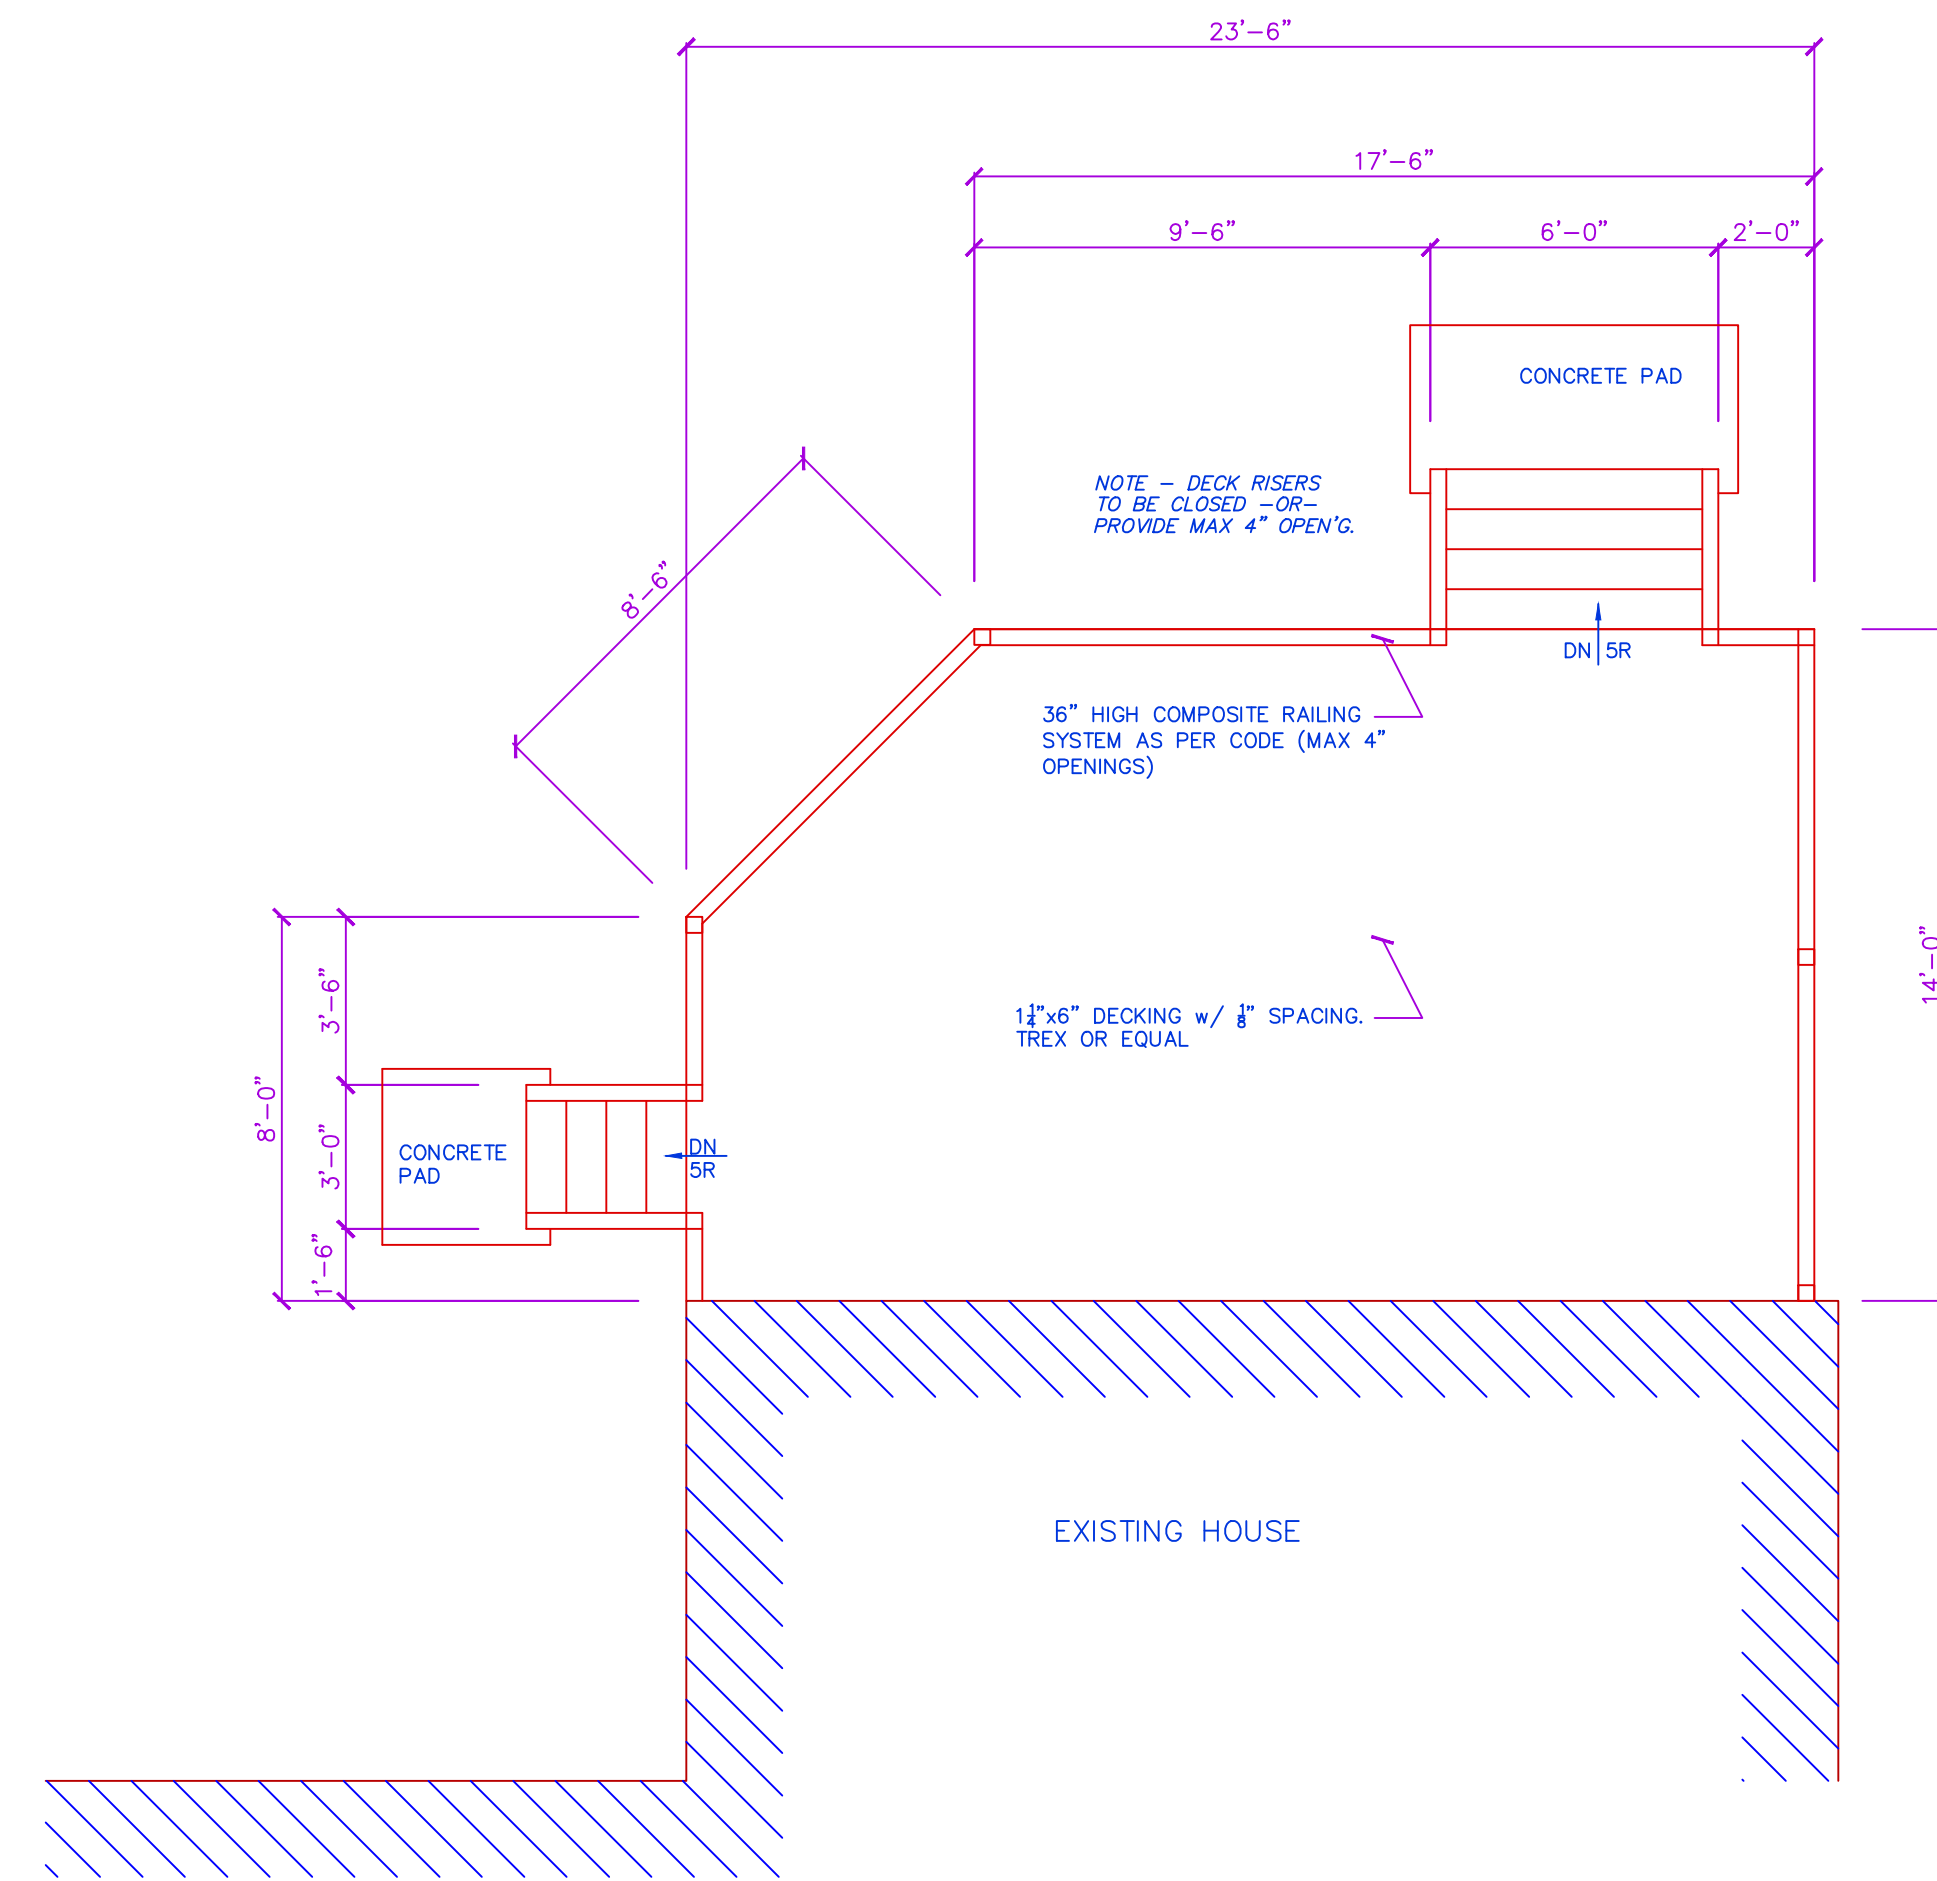 23'-6"
17'-6"
9'-6"
6'-0"
2'-0"
CONCRETE PAD
NOTE - DECK RISERS
TO BE CLOSED -OR-
PROVIDE MAX 4" OPEN'G.
8'-6"
DN 5R
36" HIGH COMPOSITE RAILING
SYSTEM AS PER CODE (MAX 4"
OPENINGS)
14'-0"
3'-6"
8'-0"
3'-0"
1'-6"
1 1/4"x6" DECKING w/ 1/8" SPACING.
TREX OR EQUAL
CONCRETE
PAD
DN
5R
EXISTING HOUSE